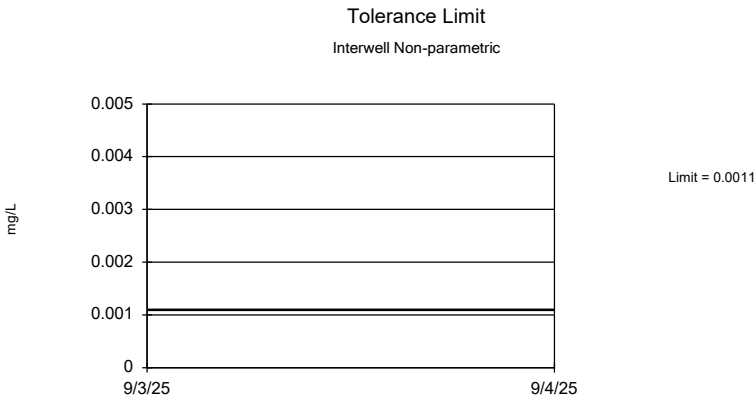 Tolerance Limit
Interwell Non-parametric
0.005
0.004
0.003
0.002
0.001
0
mg/L
9/3/25
9/4/25
Limit = 0.0011